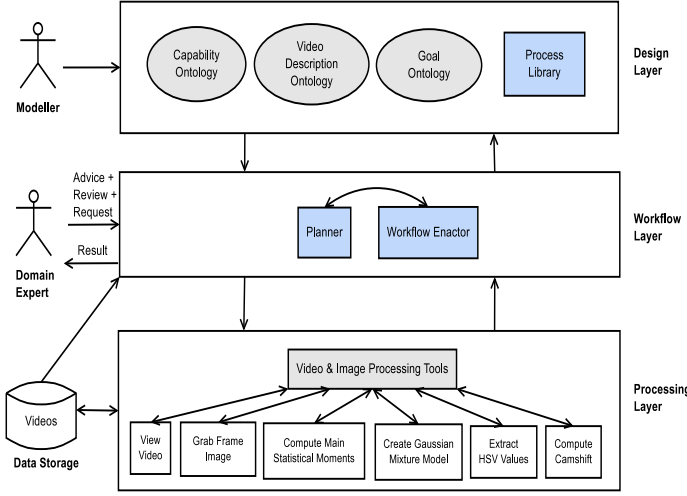 Modeller
Capability
Ontology
Video
Description
Ontology
Goal
Ontology
Process
Library
Design
Layer
Advice +
Review +
Request
Result
Domain
Expert
Planner
Workflow Enactor
Workflow
Layer
Videos
Data Storage
Video & Image Processing Tools
View
Video
Grab Frame
Image
Compute Main
Statistical Moments
Create Gaussian
Mixture Model
Extract
HSV Values
Compute
Camshift
Processing
Layer